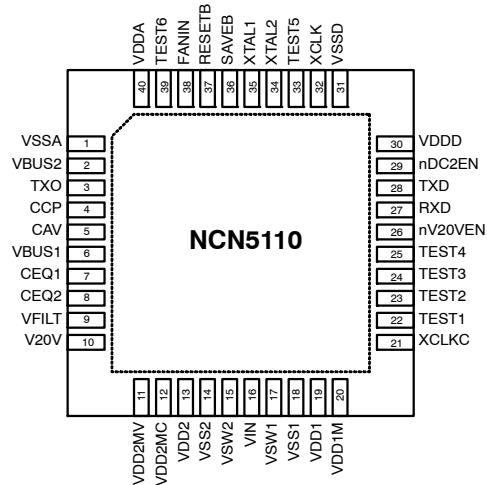 VDDA
TEST6
FANIN
RESETB
SAVEB
XTAL1
XTAL2
TEST5
XCLK
VSSD
40
39
38
37
36
35
34
33
32
31
VSSA 1
VBUS2 2
TXO 3
CCP 4
CAV 5
VBUS1 6
CEQ1 7
CEQ2 8
VFILT 9
V20V 10
NCN5110
30 VDDD
29 nDC2EN
28 TXD
27 RXD
26 nV20VEN
25 TEST4
24 TEST3
23 TEST2
22 TEST1
21 XCLKC
11
12
13
14
15
16
17
18
19
20
VDD2MV
VDD2MC
VDD2
VSS2
VSW2
VIN
VSW1
VSS1
VDD1
VDD1M